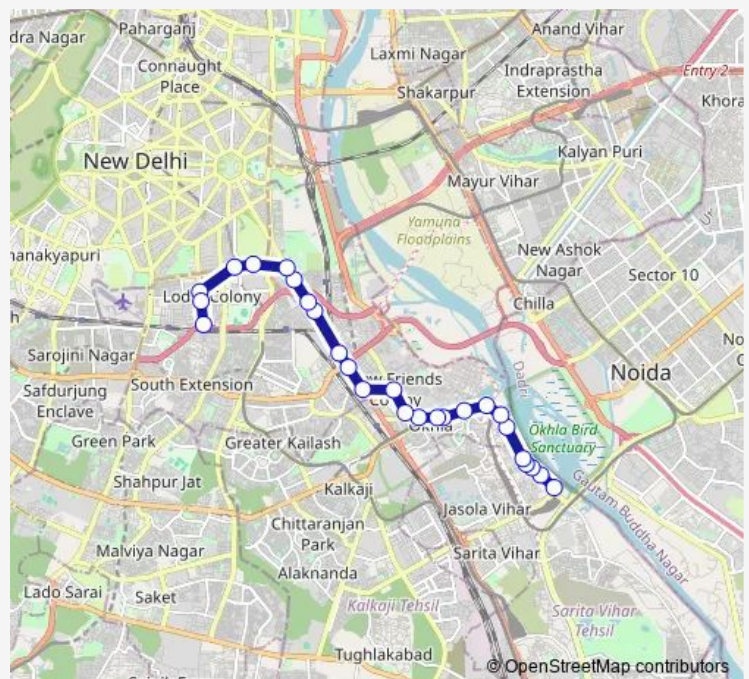 dra Nagar
Paharganj
Anand Vihar
Connaught
Place
Laxmi Nagar
Indraprastha
Extension
Entry 2
Shakarpur
Khora
New Delhi
Kalyan Puri
Mayur Vihar
Yamuna
Floodplains
hanakyapuri
New Ashok
Nagar
Sector 10
Colony
Chilla
h
Sarojini Nagar
Noida
Dadri
South Extension
Friends
Safdurjung
Enclave
Okhla Bird
Sanctuary
Green Park
Greater Kailash
Shahpur Jat
Kalkaji
Gautam Buddha Nagar
Jasola Vihar
Chittaranjan
Park
Malviya Nagar
Sarita Vihar
Alaknanda
Lado Sarai
Saket
Kalkaji Tehsil
Sarita Vihar
Tehsil
Tughlakabad
© OpenStreetMap contributors